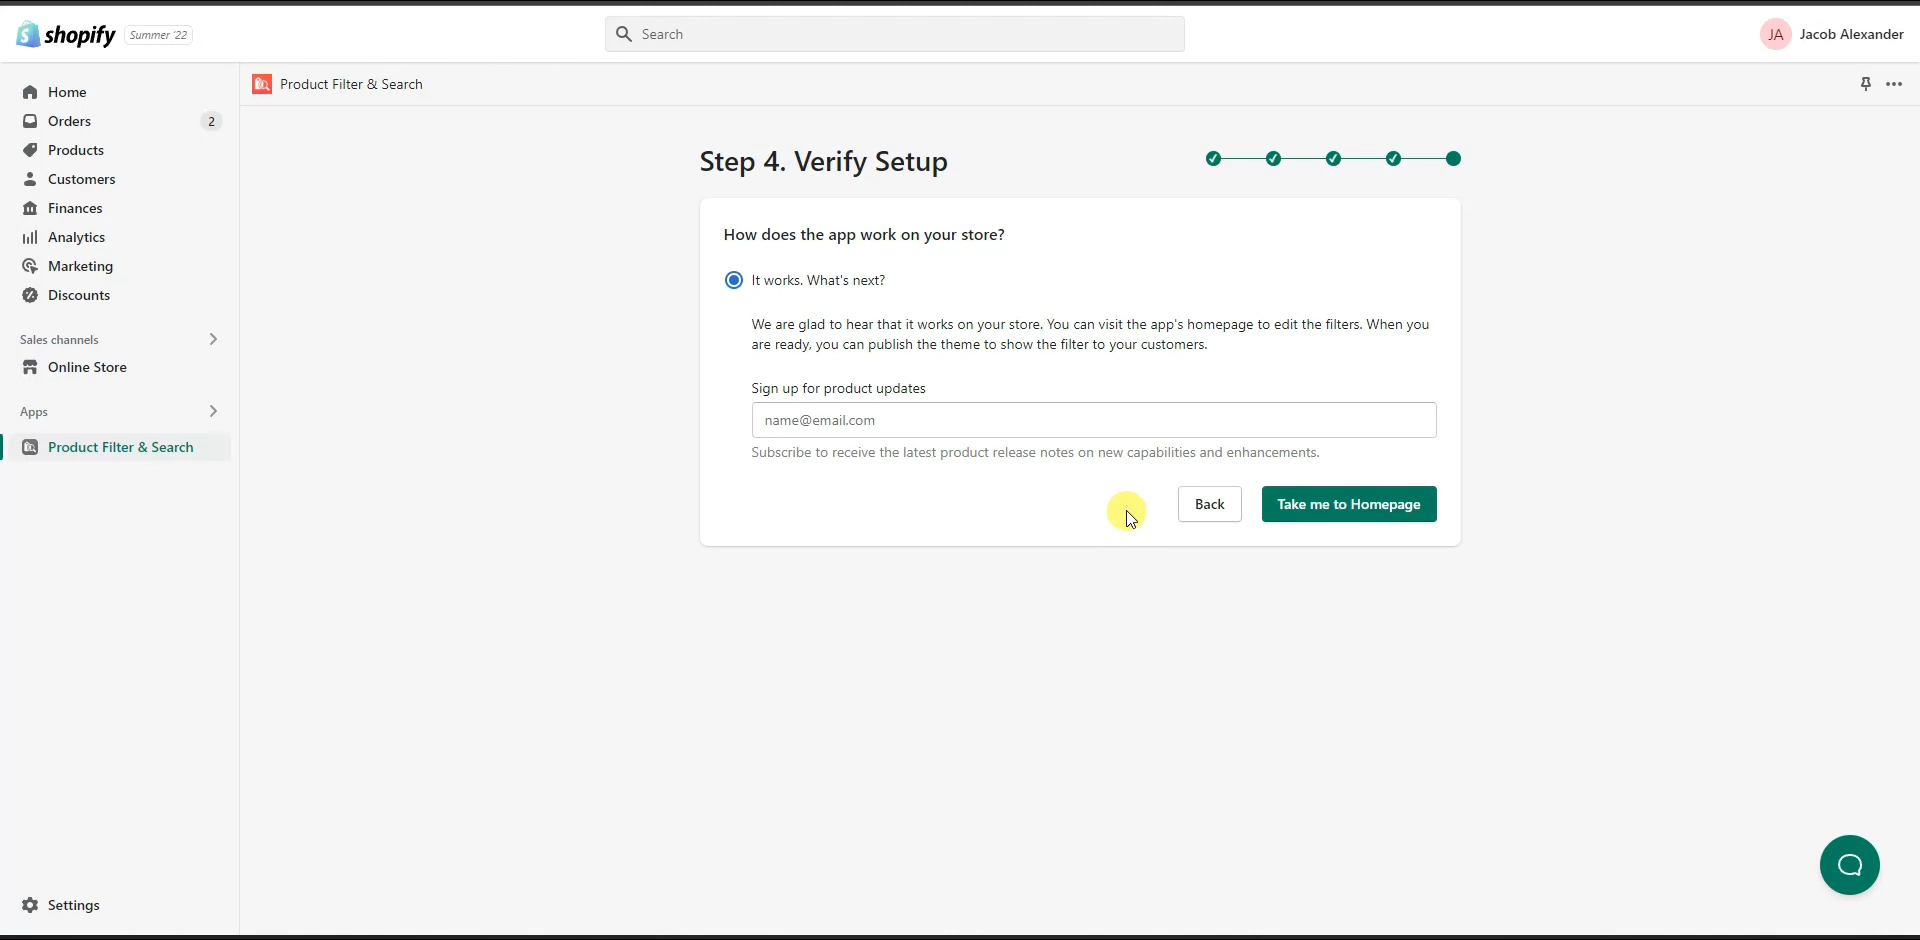 shopify
Summer '22
Search
JA
Jacob Alexander
Home
Orders
2
Products
Customers
Finances
Analytics
Marketing
Discounts
Sales channels
Online Store
Apps
Product Filter & Search
Settings
Product Filter & Search
Step 4. Verify Setup
How does the app work on your store?
It works. What's next?
We are glad to hear that it works on your store. You can visit the app's homepage to edit the filters. When you
are ready, you can publish the theme to show the filter to your customers.
Sign up for product updates
name@email.com
Subscribe to receive the latest product release notes on new capabilities and enhancements.
Back
Take me to Homepage